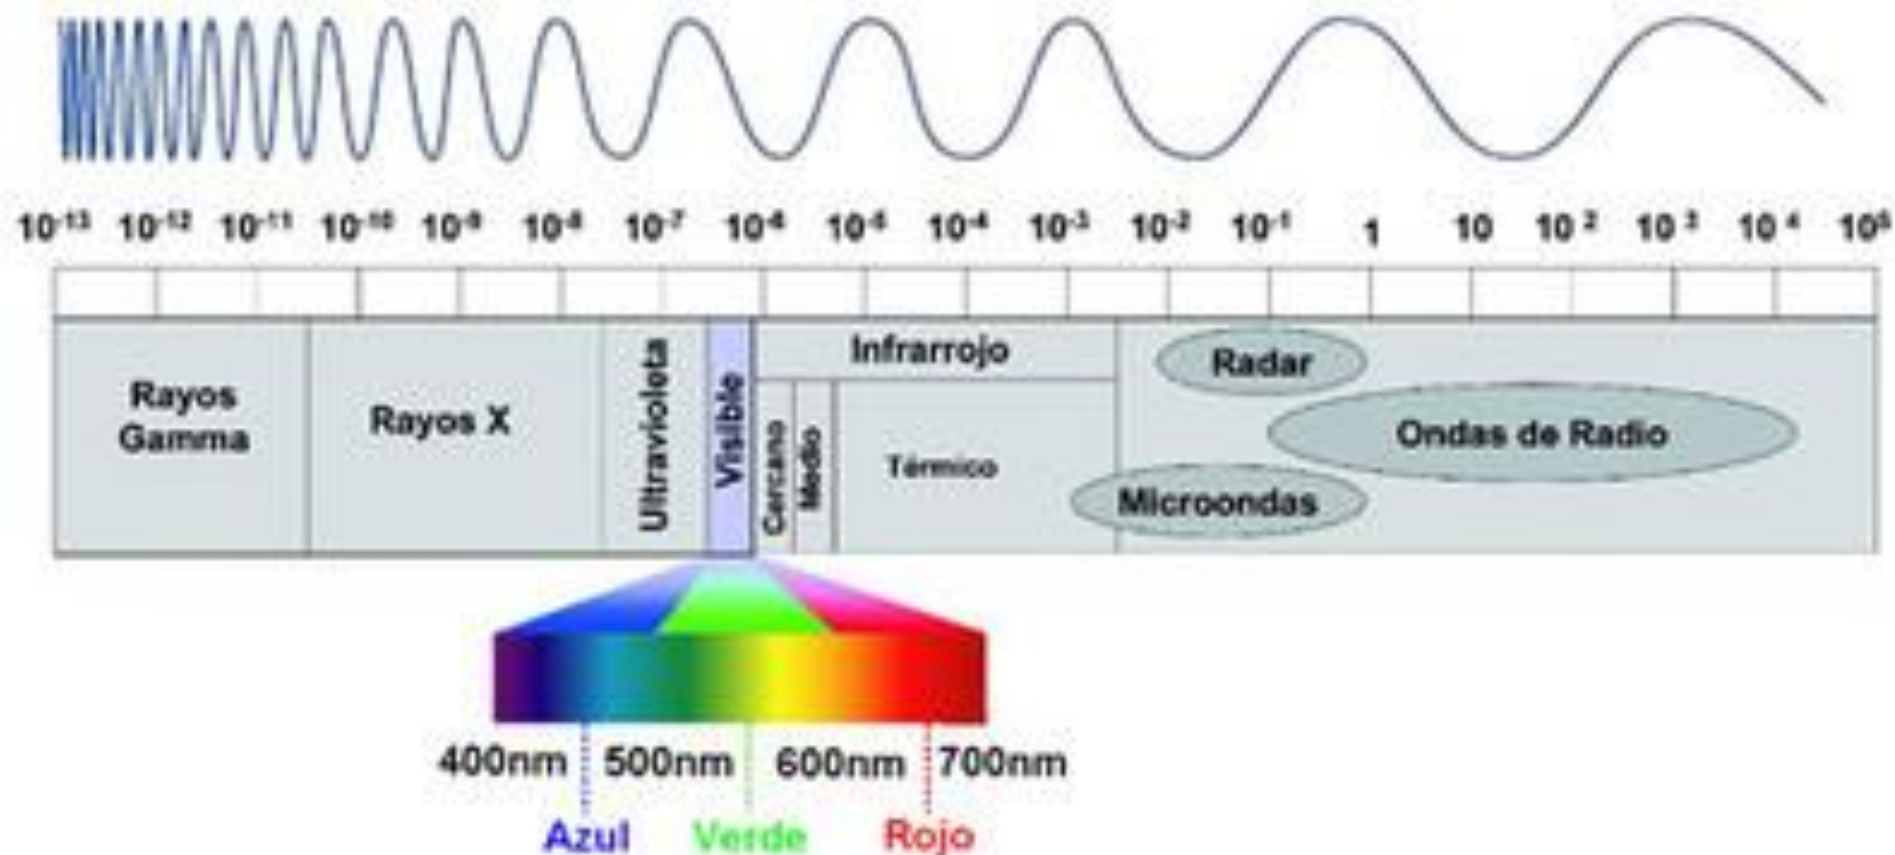 10⁻¹³ 10⁻¹² 10⁻¹¹ 10⁻¹⁰ 10⁻⁹ 10⁻⁸ 10⁻⁷ 10⁻⁶ 10⁻⁵ 10⁻⁴ 10⁻³ 10⁻² 10⁻¹ 1 10 10² 10³ 10⁴ 10⁵
Rayos
Gamma
Rayos X
Ultravioleta
Visible
Infrarrojo
Cercano
Medio
Térmico
Radar
Ondas de Radio
Microondas
400nm 500nm 600nm 700nm
Azul Verde Rojo